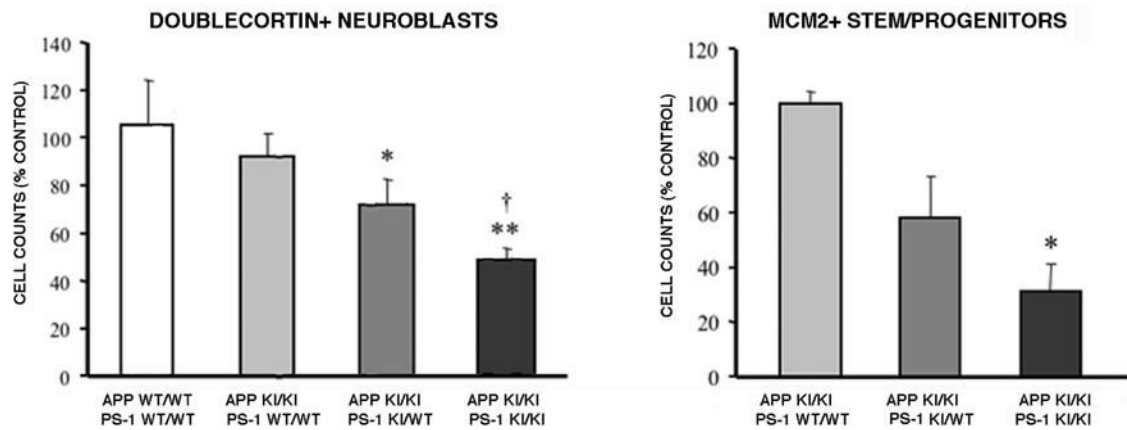 DOUBLECORTIN+ NEUROBLASTS
CELL COUNTS (% CONTROL)
140
120
100
80
60
40
20
0
*
†
**
APP WT/WT
PS-1 WT/WT
APP KI/KI
PS-1 WT/WT
APP KI/KI
PS-1 KI/WT
APP KI/KI
PS-1 KI/KI
MCM2+ STEM/PROGENITORS
CELL COUNTS (% CONTROL)
120
100
80
60
40
20
0
*
APP KI/KI
PS-1 WT/WT
APP KI/KI
PS-1 KI/WT
APP KI/KI
PS-1 KI/KI